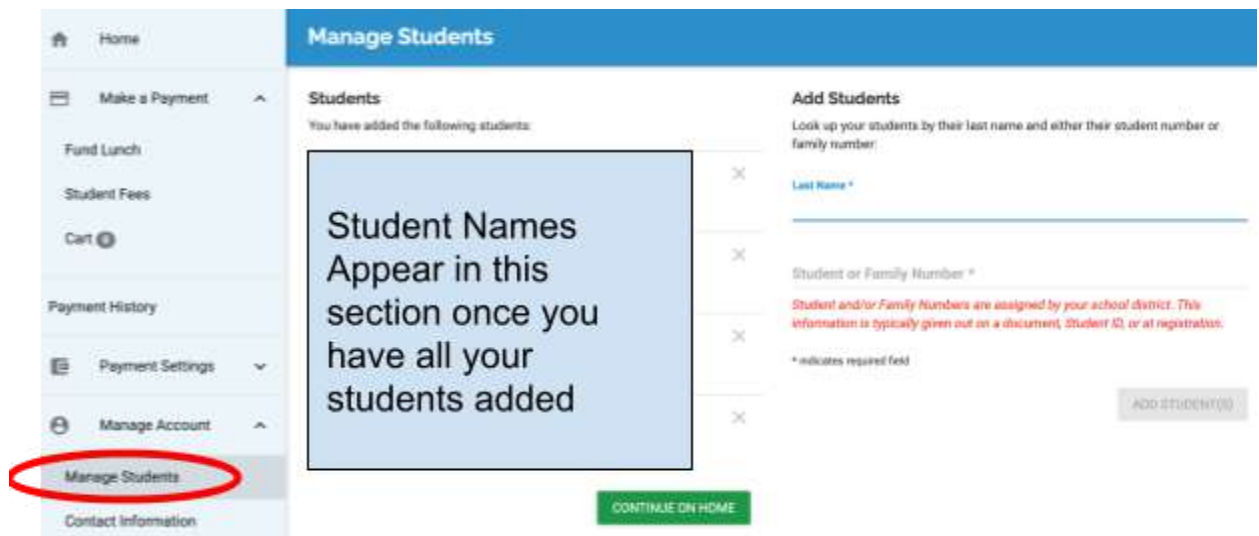 Home
Make a Payment
Fund Lunch
Student Fees
Cart 0
Payment History
Payment Settings
Manage Account
Manage Students
Contact Information
Manage Students
Students
You have added the following students:
Student Names
Appear in this
section once you
have all your
students added
CONTINUE ON HOME
Add Students
Look up your students by their last name and either their student number or
family number:
Last Name *
Student or Family Number *
Student and/or Family Numbers are assigned by your school district. This
information is typically given out on a document, Student ID, or at registration.
* indicates required field
ADD STUDENT(S)